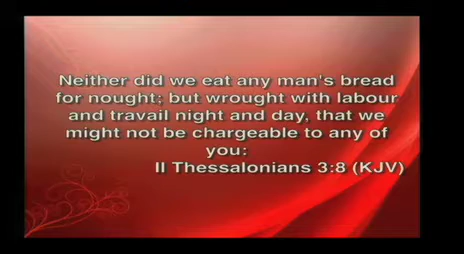 Neither did we eat any man's bread
for nought; but wrought with labour
and travail night and day, that we
might not be chargeable to any of
you:
II Thessalonians 3:8 (KJV)